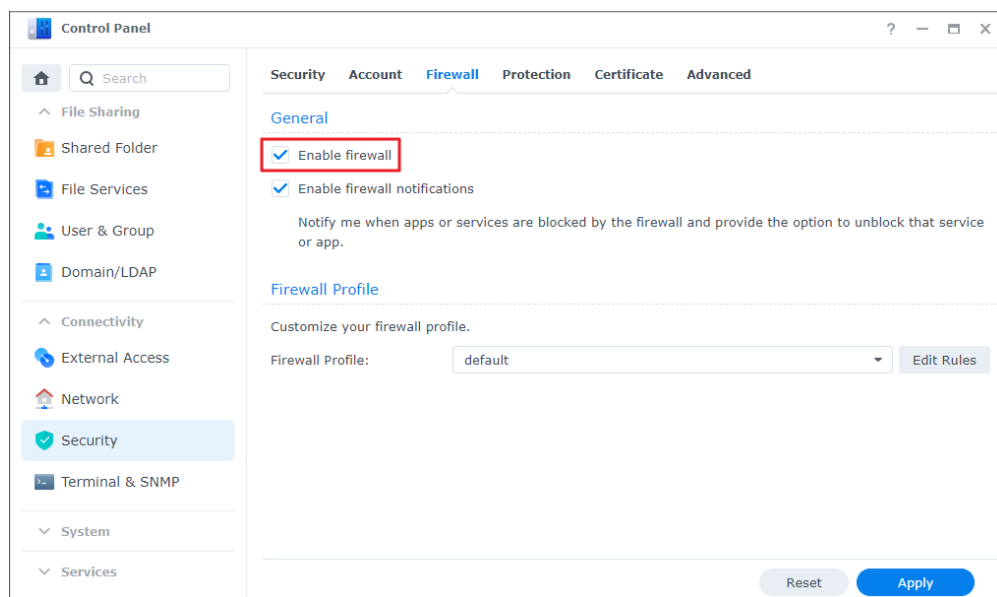 Control Panel
?
Search
File Sharing
Shared Folder
File Services
User & Group
Domain/LDAP
Connectivity
External Access
Network
Security
Terminal & SNMP
System
Services
Security Account Firewall Protection Certificate Advanced
General
Enable firewall
Enable firewall notifications
Notify me when apps or services are blocked by the firewall and provide the option to unblock that service
or app.
Firewall Profile
Customize your firewall profile.
Firewall Profile: default Edit Rules
Reset Apply